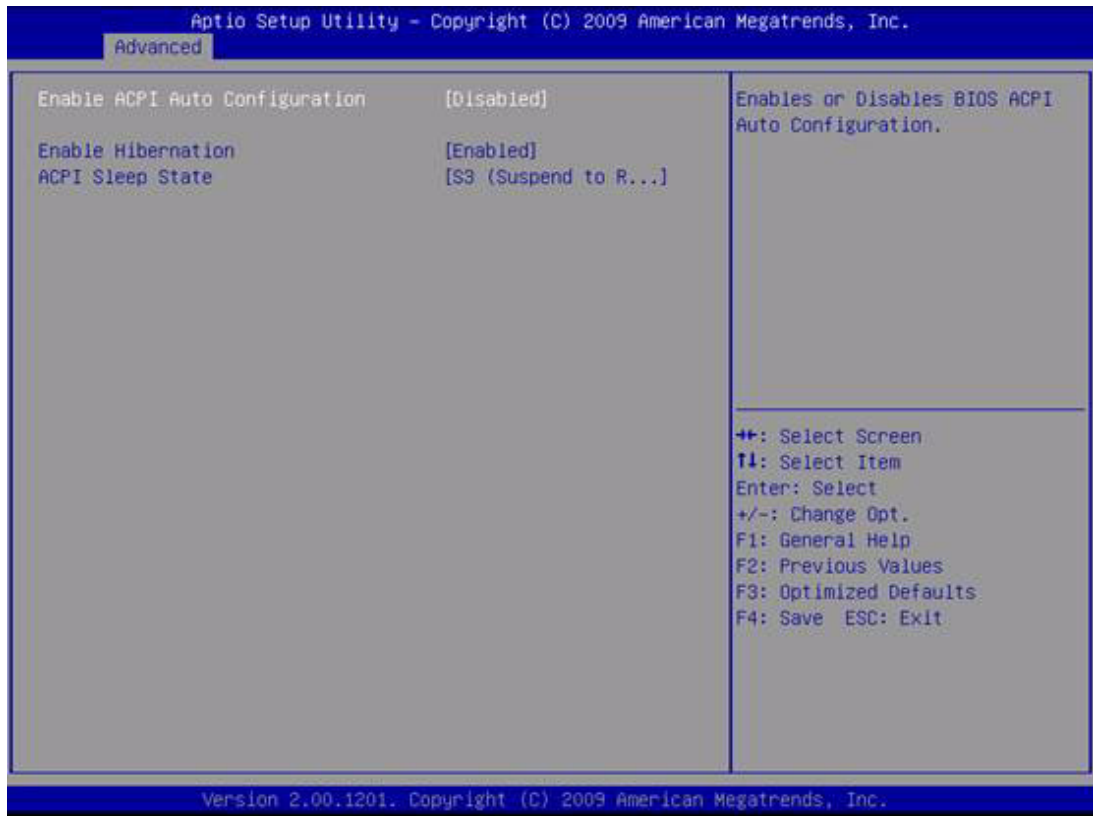 Aptio Setup Utility – Copyright (C) 2009 American Megatrends, Inc.
Advanced
Enable ACPI Auto Configuration [Disabled]
Enable Hibernation [Enabled]
ACPI Sleep State [S3 (Suspend to R...]
Enables or Disables BIOS ACPI
Auto Configuration.
→←: Select Screen
↑↓: Select Item
Enter: Select
+/-: Change Opt.
F1: General Help
F2: Previous Values
F3: Optimized Defaults
F4: Save ESC: Exit
Version 2.00.1201. Copyright (C) 2009 American Megatrends, Inc.